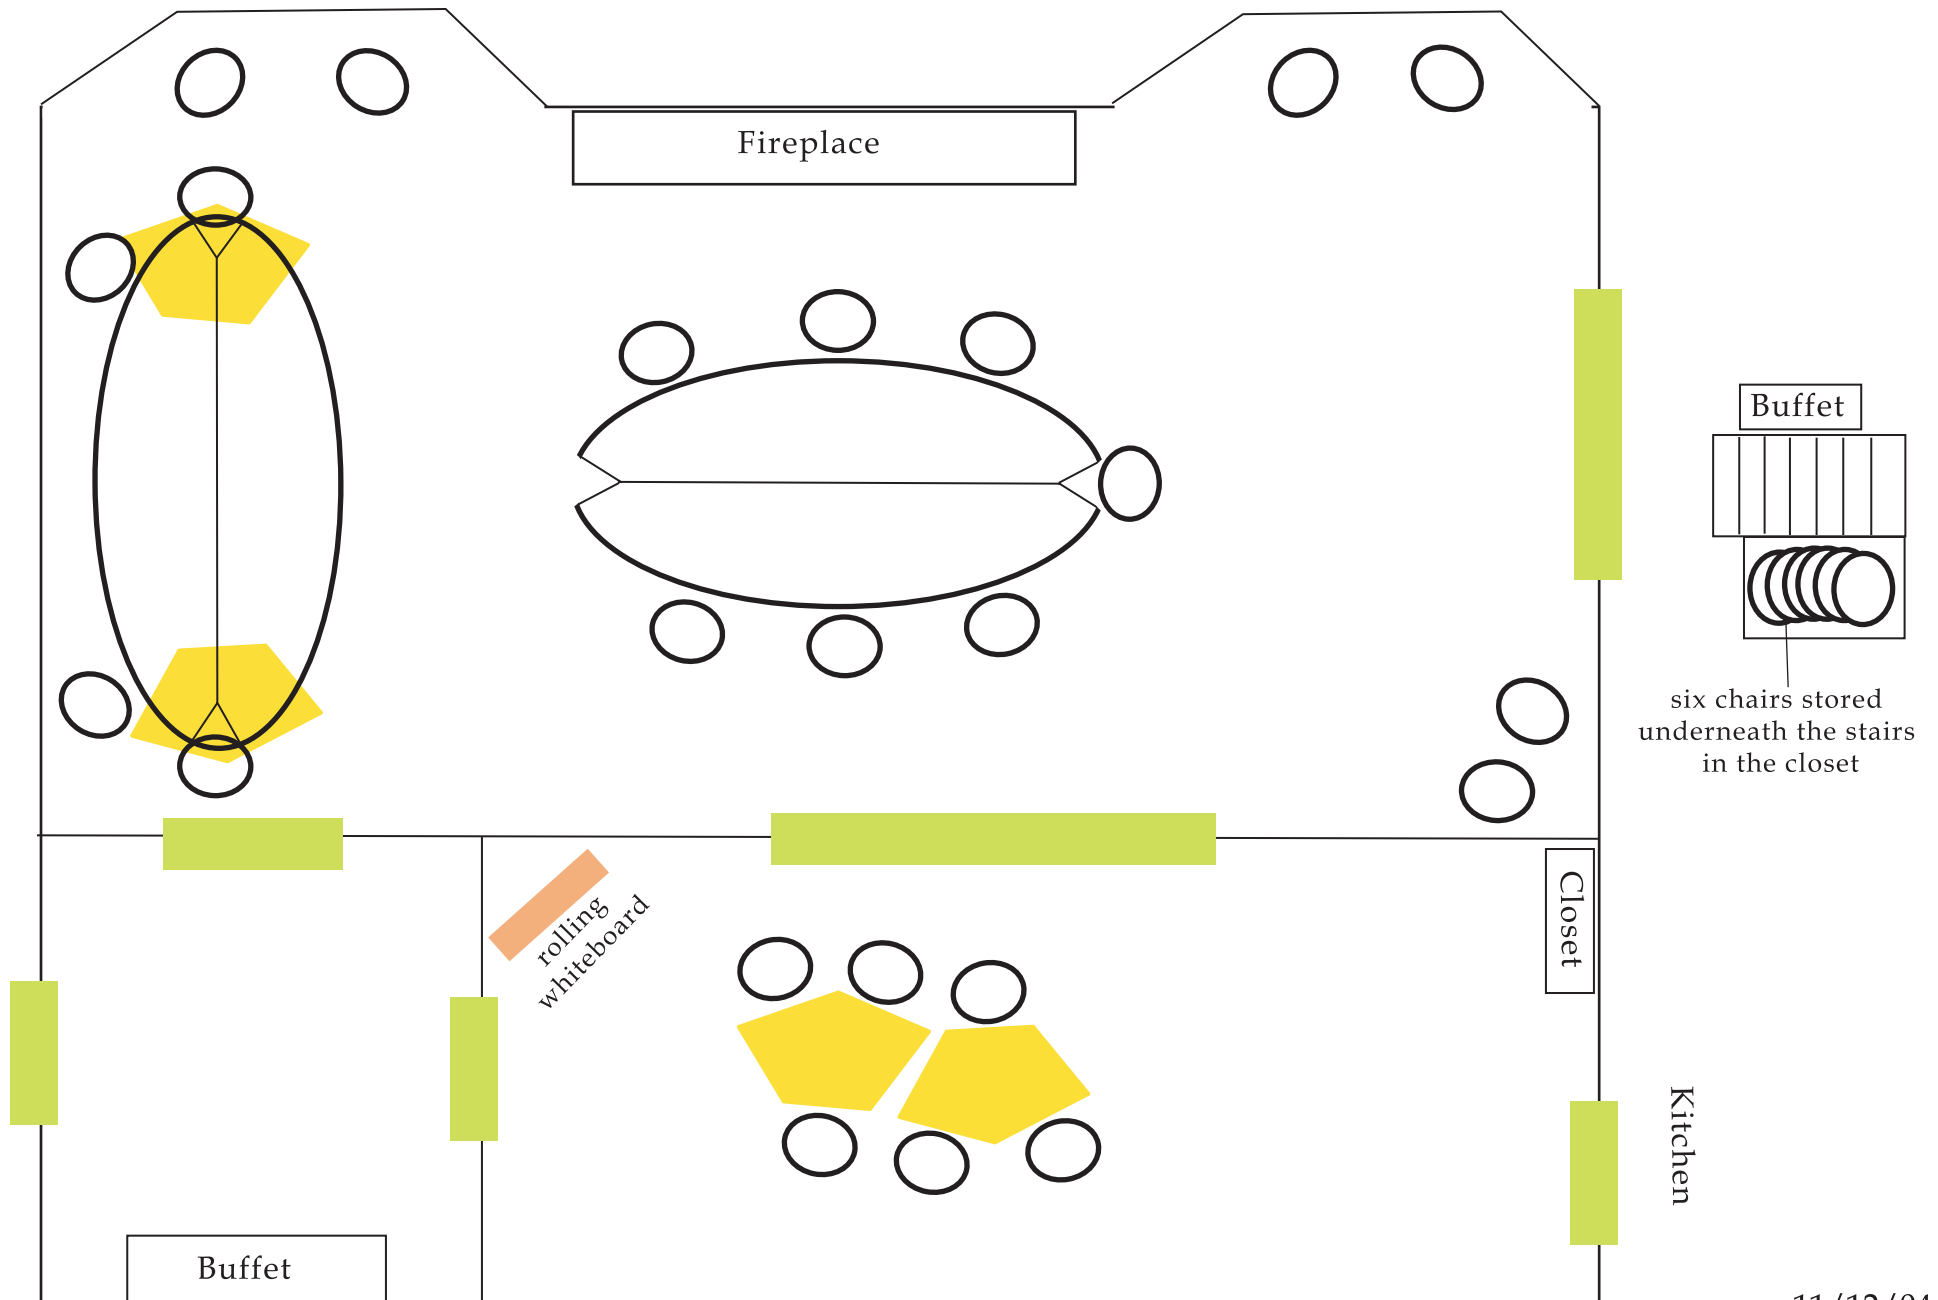 Fireplace
Buffet
six chairs stored
underneath the stairs
in the closet
Closet
rolling
whiteboard
Kitchen
Buffet